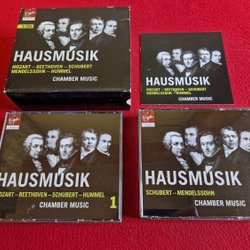 HAUSMUSIK
MOZART – BEETHOVEN – SCHUBERT
MENDELSSOHN – HUMMEL
CHAMBER MUSIC
HAUSMUSIK
MOZART – BEETHOVEN – SCHUBERT
MENDELSSOHN – HUMMEL
CHAMBER MUSIC
HAUSMUSIK
MOZART – BEETHOVEN – SCHUBERT – HUMMEL
CHAMBER MUSIC
1
HAUSMUSIK
SCHUBERT – MENDELSSOHN
CHAMBER MUSIC